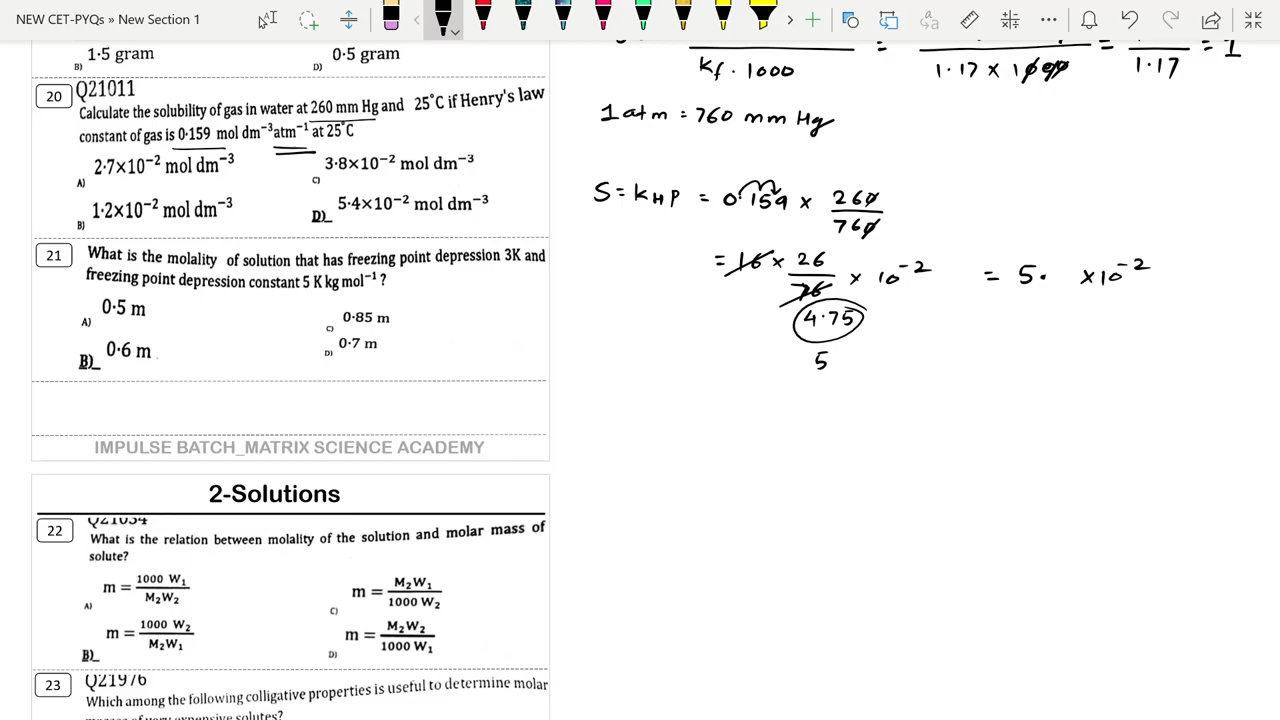 NEW CET-PYQs » New Section 1
B) 1·5 gram
D) 0·5 gram
20 Q21011
Calculate the solubility of gas in water at 260 mm Hg and 25°C if Henry's law
constant of gas is 0·159 mol dm⁻³atm⁻¹ at 25°C
A) 2·7×10⁻² mol dm⁻³
C) 3·8×10⁻² mol dm⁻³
B) 1·2×10⁻² mol dm⁻³
D) 5·4×10⁻² mol dm⁻³
21 What is the molality of solution that has freezing point depression 3K and
freezing point depression constant 5 K kg mol⁻¹ ?
A) 0·5 m
C) 0·85 m
B) 0·6 m
D) 0·7 m
IMPULSE BATCH_MATRIX SCIENCE ACADEMY
2-Solutions
22 Q21034
What is the relation between molality of the solution and molar mass of
solute?
A) m = 1000 W₁ / M₂W₂
C) m = M₂W₁ / 1000 W₂
B) m = 1000 W₂ / M₂W₁
D) m = M₂W₂ / 1000 W₁
23 Q21976
Which among the following colligative properties is useful to determine molar
masses of very expensive solutes?
Kf · 1000 = 1·17 × 1000 = 1·17 = 1
1 atm = 760 mm Hg
S = KHP = 0·159 × 260 / 760
= 16 × 26 / 76 × 10⁻² = 5· ×10⁻²
4·75
5